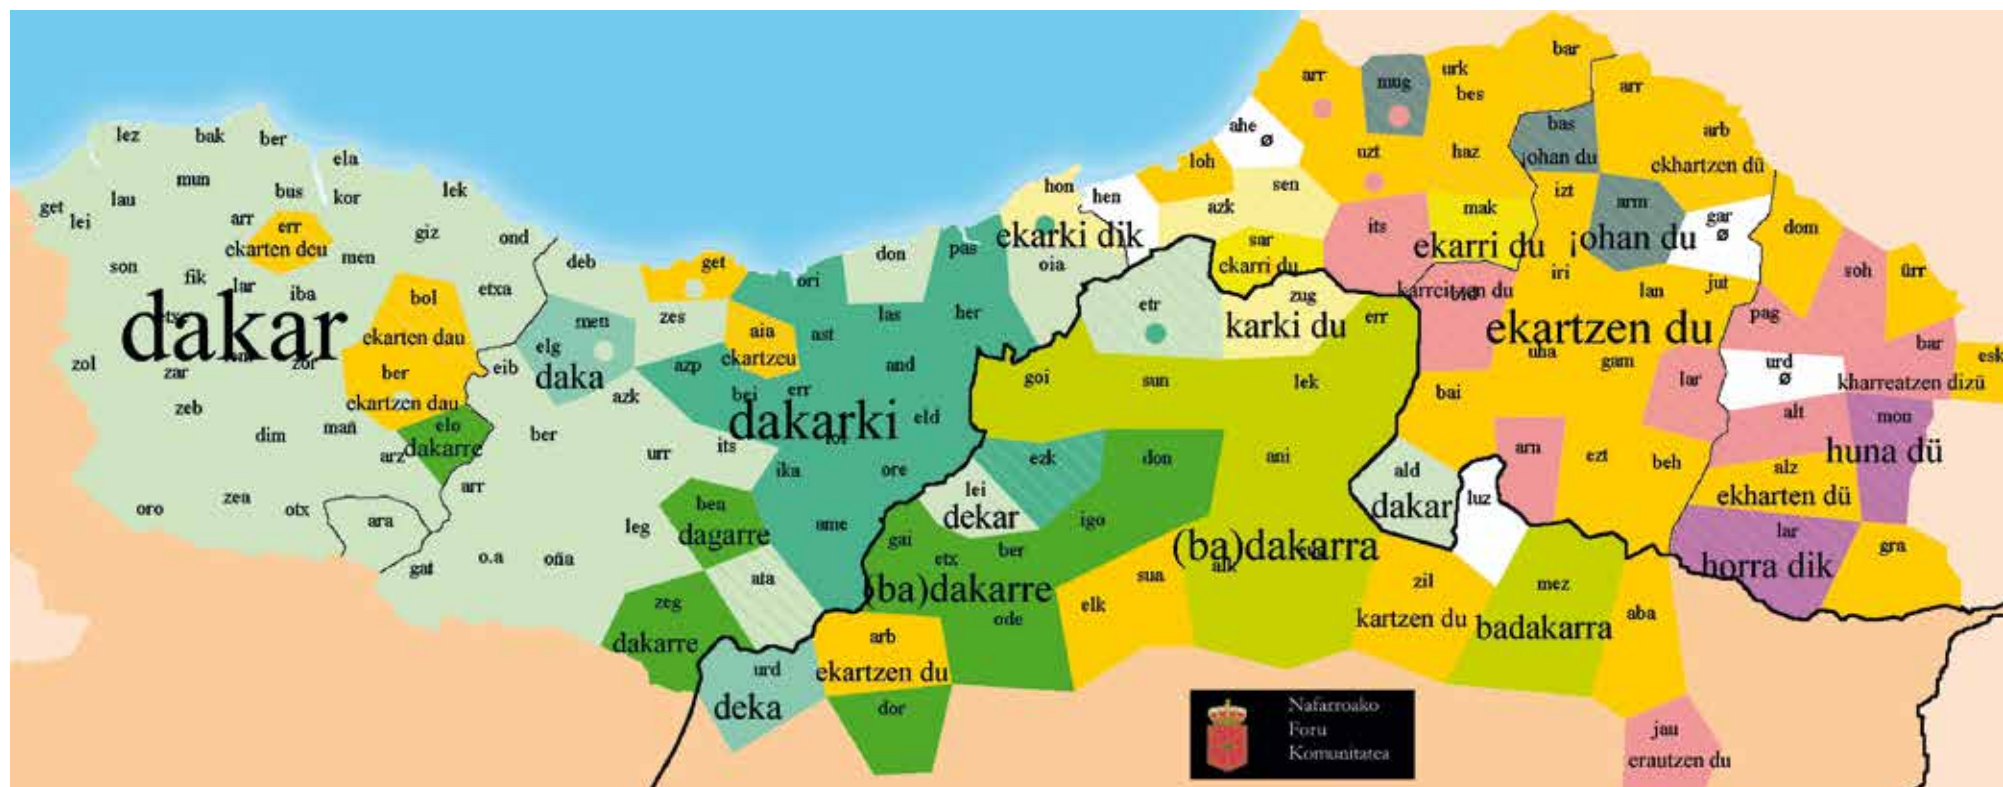 lez
bak
ber
ela
mun
bus
kor
lek
get
lei
lau
arr
err
ekarten deu
men
giz
ond
son
fik
lar
iba
etxa
deb
bol
ekarten dau
dakar
zol
zar
zor
ber
ekartzen dau
eib
zeb
dim
mañ
arz
elo
dakarre
oro
zea
otx
ara
arr
gat
o.a
oña
men
elg
daka
azk
ber
urr
its
leg
zes
get
ori
don
pas
aia
ekartzeu
ast
las
her
azp
bei
err
and
dakarki
eld
ika
ore
ame
ben
dagarre
ata
zeg
dakarre
urd
deka
arb
ekartzen du
dor
hon
hen
ekarki dik
oia
loh
ahe
ø
azk
sen
sar
ekarri du
arr
mug
urk
bes
bar
uzt
haz
its
mak
ekarri du
bas
johan du
izt
arr
arb
ekhartzen dü
arm
johan du
gar
ø
jut
iri
lan
etr
zug
karki du
err
karreitzen du
ekartzen du
uha
gam
lar
bai
goi
sun
lek
ezk
don
ani
lei
dekar
igo
gai
etx
ber
(ba)dakarre
ode
elk
sua
(ba)dakarra
ald
dakar
luz
arn
ezt
beh
zil
kartzen du
mez
badakarra
aba
jau
erautzen du
dom
soh
ürr
pag
bar
esk
urd
ø
kharreatzen dizü
alt
mon
huna dü
alz
ekharten dü
lar
horra dik
gra
Nafarroako
Foru
Komunitatea